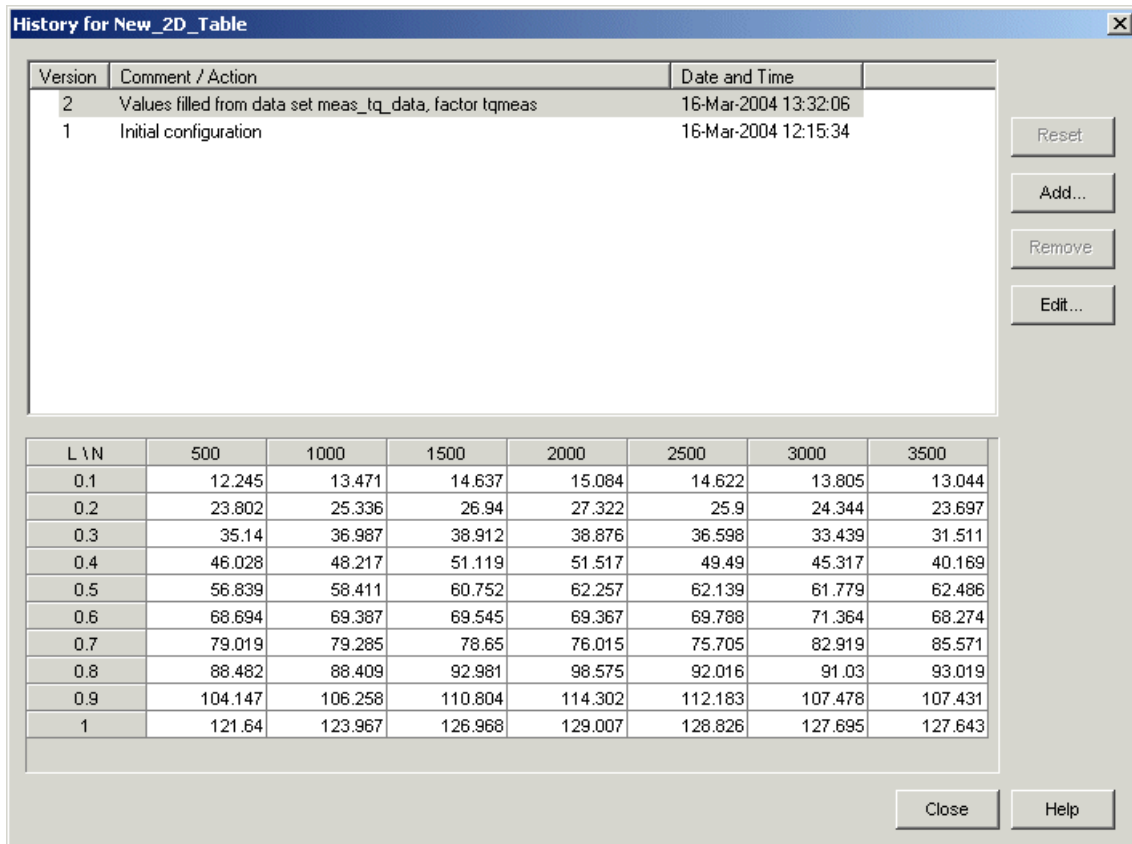 History for New_2D_Table
Version Comment / Action Date and Time
2 Values filled from data set meas_tq_data, factor tqmeas 16-Mar-2004 13:32:06
1 Initial configuration 16-Mar-2004 12:15:34
Reset
Add...
Remove
Edit...
L \ N 500 1000 1500 2000 2500 3000 3500
0.1 12.245 13.471 14.637 15.084 14.622 13.805 13.044
0.2 23.802 25.336 26.94 27.322 25.9 24.344 23.697
0.3 35.14 36.987 38.912 38.876 36.598 33.439 31.511
0.4 46.028 48.217 51.119 51.517 49.49 45.317 40.169
0.5 56.839 58.411 60.752 62.257 62.139 61.779 62.486
0.6 68.694 69.387 69.545 69.367 69.788 71.364 68.274
0.7 79.019 79.285 78.65 76.015 75.705 82.919 85.571
0.8 88.482 88.409 92.981 98.575 92.016 91.03 93.019
0.9 104.147 106.258 110.804 114.302 112.183 107.478 107.431
1 121.64 123.967 126.968 129.007 128.826 127.695 127.643
Close Help